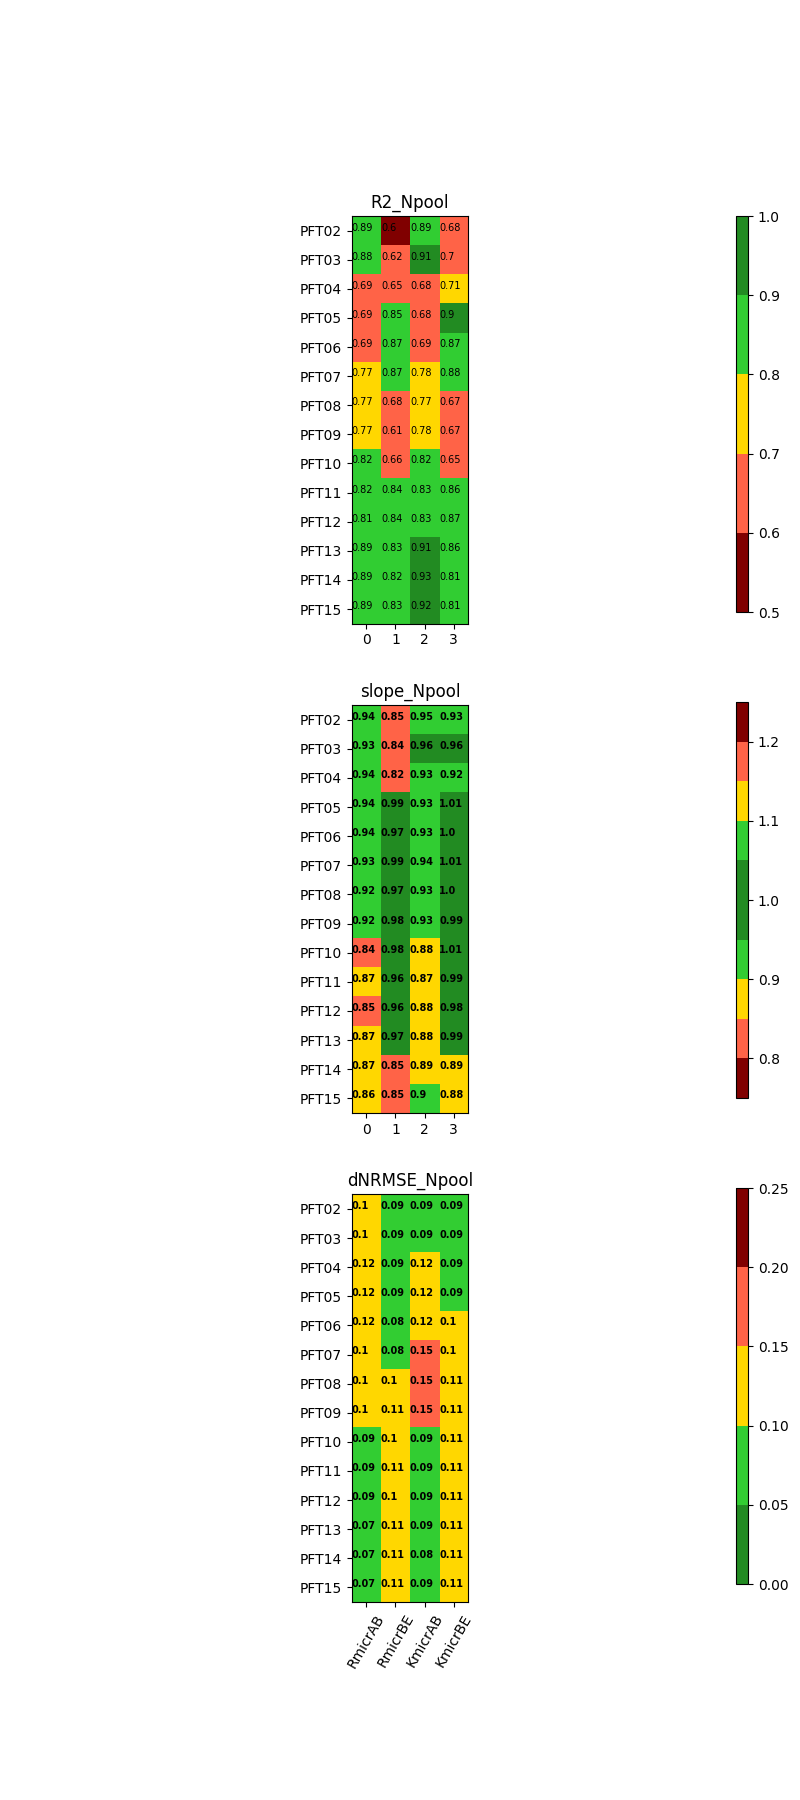 R2_Npool
PFT02 0.89 0.6 0.89 0.68
PFT03 0.88 0.62 0.91 0.7
PFT04 0.69 0.65 0.68 0.71
PFT05 0.69 0.85 0.68 0.9
PFT06 0.69 0.87 0.69 0.87
PFT07 0.77 0.87 0.78 0.88
PFT08 0.77 0.68 0.77 0.67
PFT09 0.77 0.61 0.78 0.67
PFT10 0.82 0.66 0.82 0.65
PFT11 0.82 0.84 0.83 0.86
PFT12 0.81 0.84 0.83 0.87
PFT13 0.89 0.83 0.91 0.86
PFT14 0.89 0.82 0.93 0.81
PFT15 0.89 0.83 0.92 0.81
0 1 2 3
1.0
0.9
0.8
0.7
0.6
0.5
slope_Npool
PFT02 0.94 0.85 0.95 0.93
PFT03 0.93 0.84 0.96 0.96
PFT04 0.94 0.82 0.93 0.92
PFT05 0.94 0.99 0.93 1.01
PFT06 0.94 0.97 0.93 1.0
PFT07 0.93 0.99 0.94 1.01
PFT08 0.92 0.97 0.93 1.0
PFT09 0.92 0.98 0.93 0.99
PFT10 0.84 0.98 0.88 1.01
PFT11 0.87 0.96 0.87 0.99
PFT12 0.85 0.96 0.88 0.98
PFT13 0.87 0.97 0.88 0.99
PFT14 0.87 0.85 0.89 0.89
PFT15 0.86 0.85 0.9 0.88
0 1 2 3
1.2
1.1
1.0
0.9
0.8
dNRMSE_Npool
PFT02 0.1 0.09 0.09 0.09
PFT03 0.1 0.09 0.09 0.09
PFT04 0.12 0.09 0.12 0.09
PFT05 0.12 0.09 0.12 0.09
PFT06 0.12 0.08 0.12 0.1
PFT07 0.1 0.08 0.15 0.1
PFT08 0.1 0.1 0.15 0.11
PFT09 0.1 0.11 0.15 0.11
PFT10 0.09 0.1 0.09 0.11
PFT11 0.09 0.11 0.09 0.11
PFT12 0.09 0.1 0.09 0.11
PFT13 0.07 0.11 0.09 0.11
PFT14 0.07 0.11 0.08 0.11
PFT15 0.07 0.11 0.09 0.11
RmicrAB RmicrBE KmicrAB KmicrBE
0.25
0.20
0.15
0.10
0.05
0.00